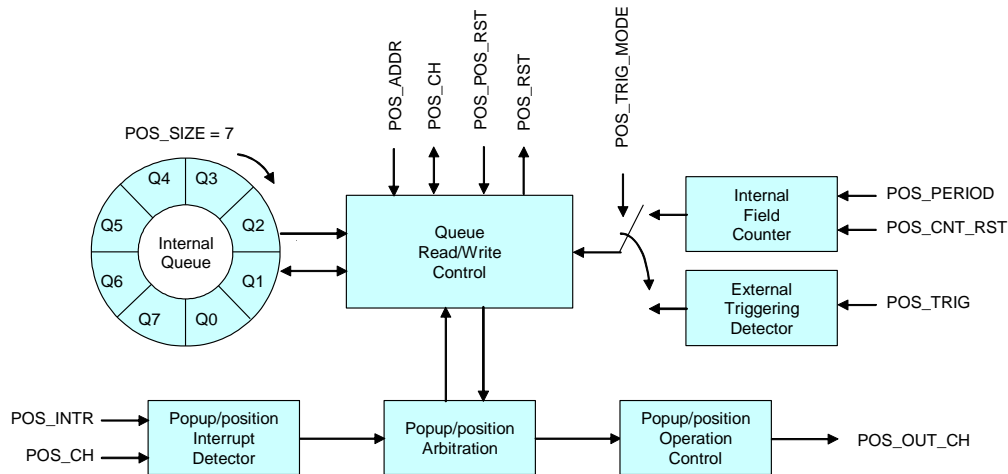 POS_ADDR
POS_CH
POS_POS_RST
POS_RST
POS_TRIG_MODE
POS_SIZE = 7
Q4
Q3
Q5
Q2
Internal
Queue
Q6
Q1
Q7
Q0
Queue
Read/Write
Control
Internal
Field
Counter
POS_PERIOD
POS_CNT_RST
External
Triggering
Detector
POS_TRIG
POS_INTR
POS_CH
Popup/position
Interrupt
Detector
Popup/position
Arbitration
Popup/position
Operation
Control
POS_OUT_CH